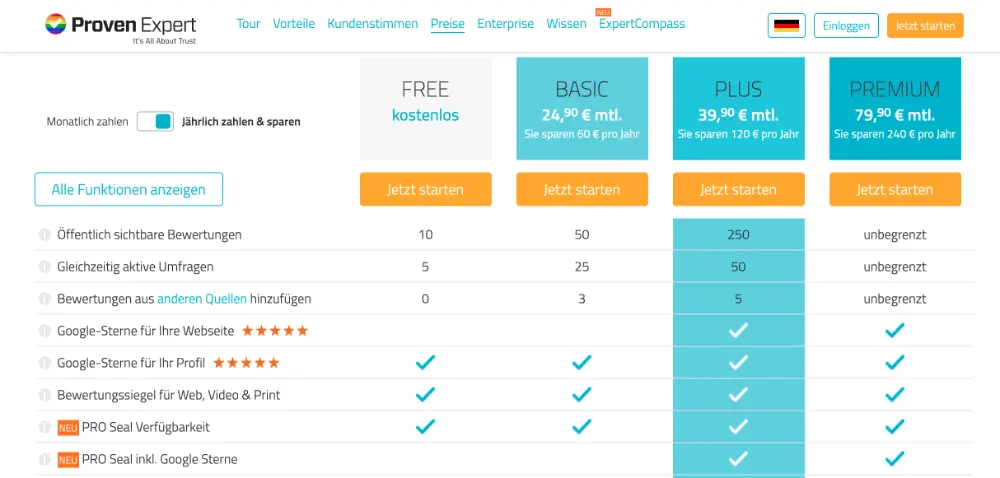 Proven Expert
It's All About Trust
Tour Vorteile Kundenstimmen Preise Enterprise Wissen NEU ExpertCompass
Einloggen Jetzt starten
Monatlich zahlen Jährlich zahlen & sparen
FREE
kostenlos
BASIC
24,90 € mtl.
Sie sparen 60 € pro Jahr
PLUS
39,90 € mtl.
Sie sparen 120 € pro Jahr
PREMIUM
79,90 € mtl.
Sie sparen 240 € pro Jahr
Alle Funktionen anzeigen Jetzt starten Jetzt starten Jetzt starten Jetzt starten
Öffentlich sichtbare Bewertungen 10 50 250 unbegrenzt
Gleichzeitig aktive Umfragen 5 25 50 unbegrenzt
Bewertungen aus anderen Quellen hinzufügen 0 3 5 unbegrenzt
Google-Sterne für Ihre Webseite
Google-Sterne für Ihr Profil
Bewertungssiegel für Web, Video & Print
NEU PRO Seal Verfügbarkeit
NEU PRO Seal inkl. Google Sterne